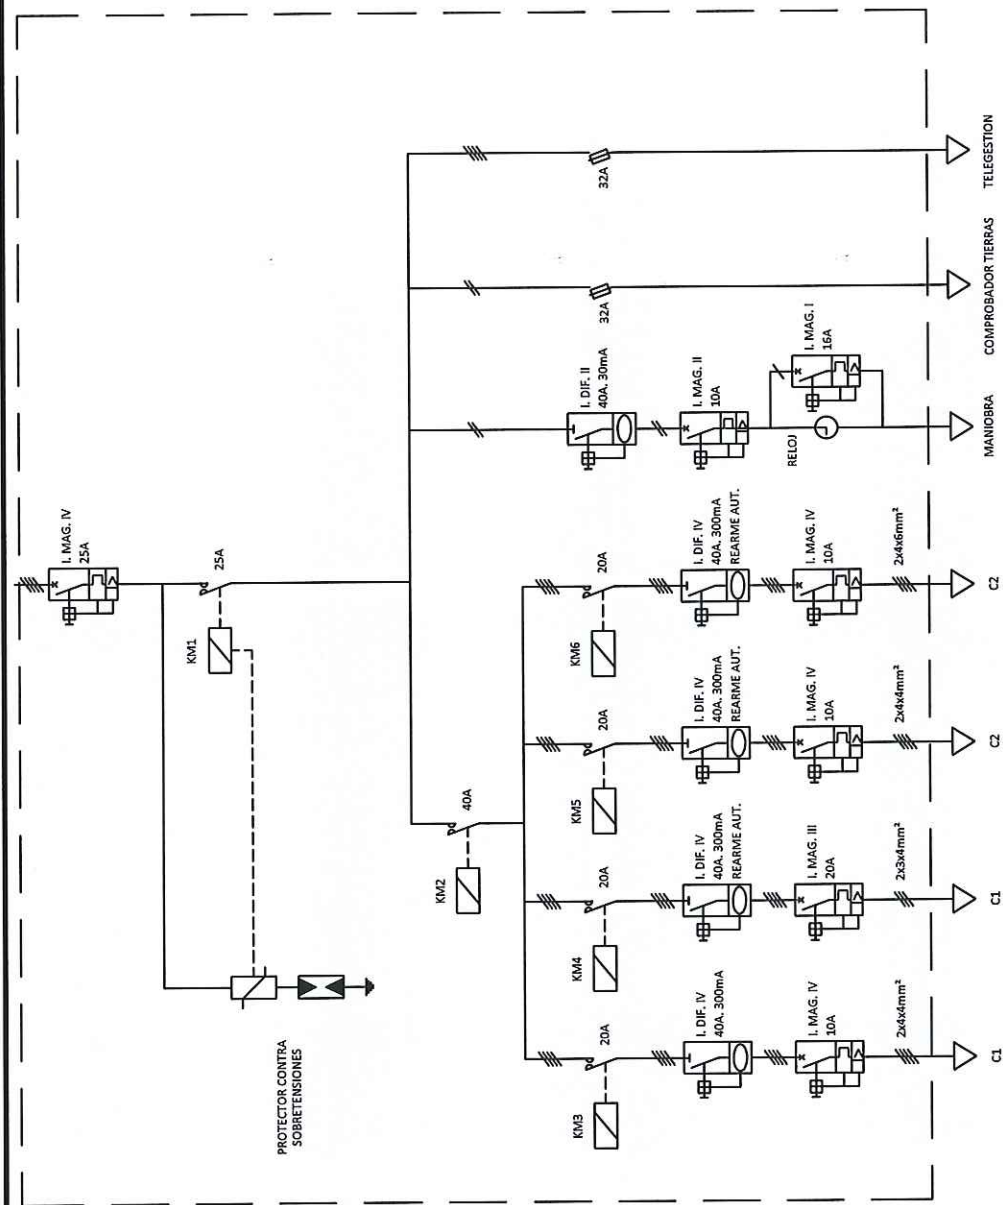 I. MAG. IV
25A
KM1
25A
PROTECTOR CONTRA
SOBRETENSIONES
KM2
40A
KM3
20A
I. DIF. IV
40A. 300mA
I. MAG. IV
10A
2x4x4mm²
C1
KM4
20A
I. DIF. IV
40A. 300mA
REARME AUT.
I. MAG. III
20A
2x3x4mm²
C1
KM5
20A
I. DIF. IV
40A. 300mA
REARME AUT.
I. MAG. IV
10A
2x4x4mm²
C2
KM6
20A
I. DIF. IV
40A. 300mA
REARME AUT.
I. MAG. IV
10A
2x4x6mm²
C2
I. DIF. II
40A. 30mA
I. MAG. II
10A
RELOJ
I. MAG. I
16A
MANIOBRA
32A
COMPROBADOR TIERRAS
32A
TELEGESTION